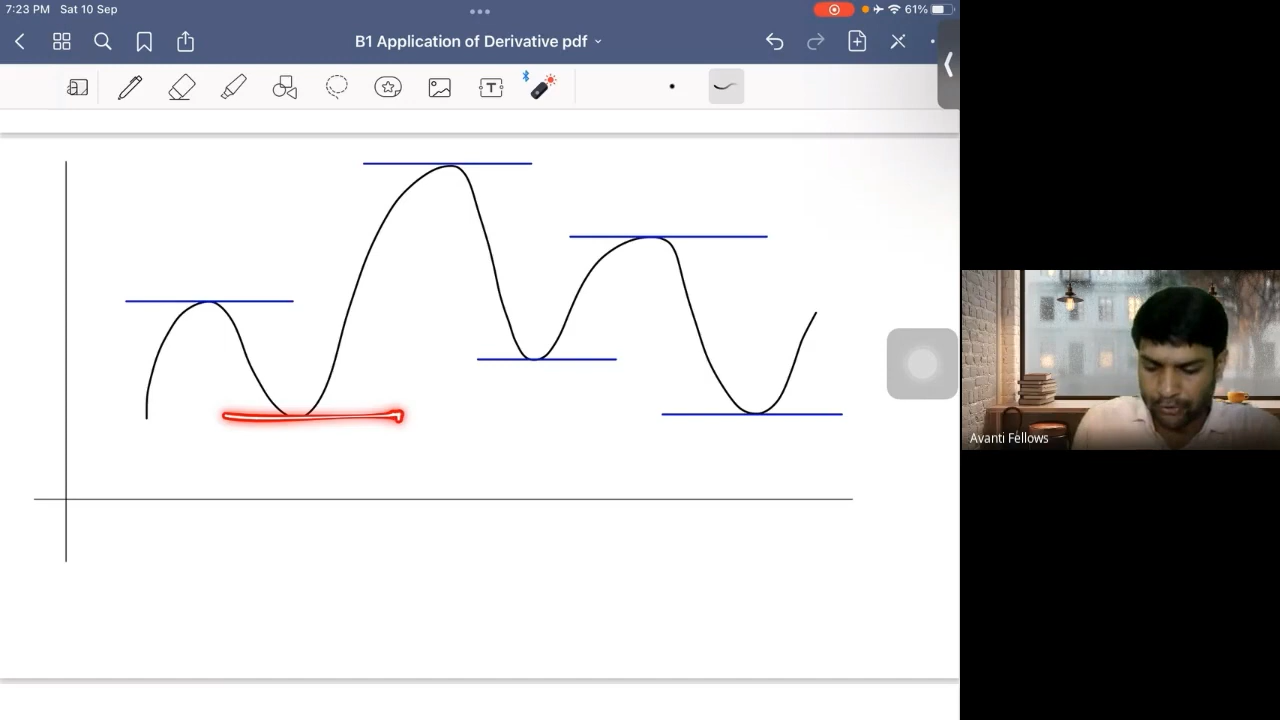 7:23 PM Sat 10 Sep
61%
B1 Application of Derivative pdf
T
Avanti Fellows